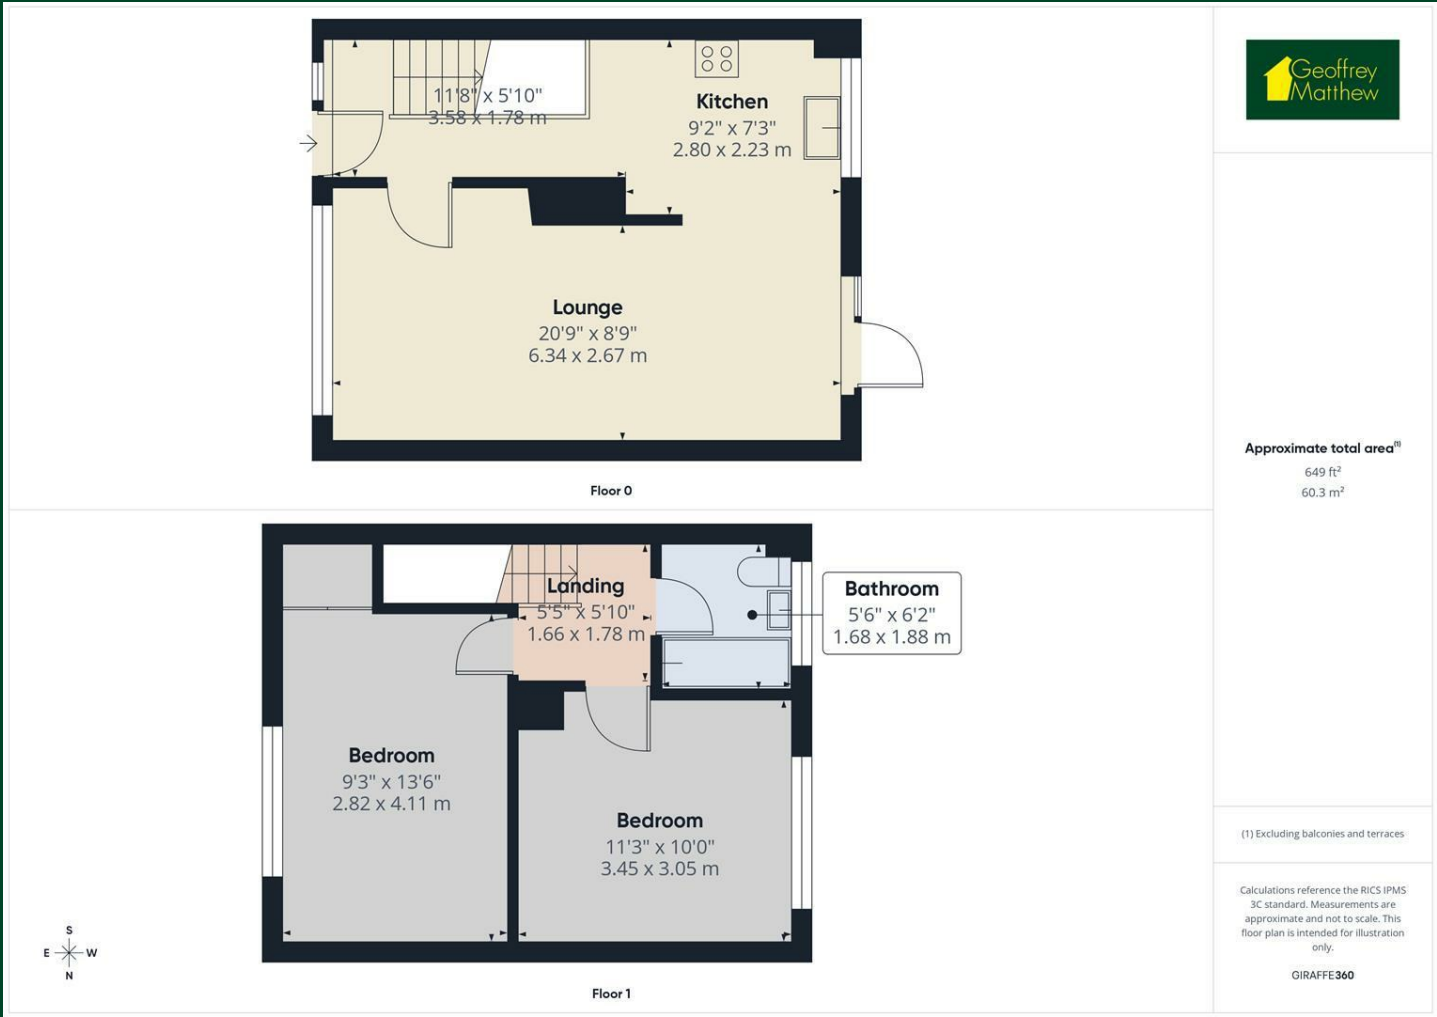 11'8" x 5'10"
3.58 x 1.78 m
Kitchen
9'2" x 7'3"
2.80 x 2.23 m
Lounge
20'9" x 8'9"
6.34 x 2.67 m
Floor 0
Landing
5'5" x 5'10"
1.66 x 1.78 m
Bathroom
5'6" x 6'2"
1.68 x 1.88 m
Bedroom
9'3" x 13'6"
2.82 x 4.11 m
Bedroom
11'3" x 10'0"
3.45 x 3.05 m
S
E W
N
Floor 1
Geoffrey
Matthew
Approximate total area(1)
649 ft²
60.3 m²
(1) Excluding balconies and terraces
Calculations reference the RICS IPMS
3C standard. Measurements are
approximate and not to scale. This
floor plan is intended for illustration
only.
GIRAFFE360